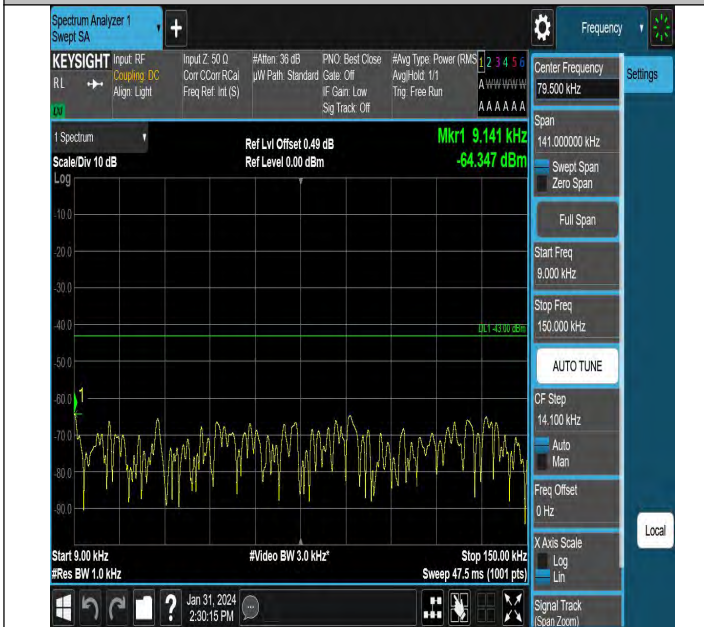 Spectrum Analyzer 1
Swept SA
+
Frequency
KEYSIGHT
RL
Input: RF
Coupling: DC
Align: Light
Input Z: 50 Ω
Corr CCorr RCal
Freq Ref: Int (S)
#Atten: 36 dB
µW Path: Standard
PNO: Best Close
Gate: Off
IF Gain: Low
Sig Track: Off
#Avg Type: Power (RMS
Avg|Hold: 1/1
Trig: Free Run
1 2 3 4 5 6
A W W W W W
A A A A A A
1 Spectrum
Scale/Div 10 dB
Log
Ref Lvl Offset 0.49 dB
Ref Level 0.00 dBm
Mkr1 9.141 kHz
-64.347 dBm
-10.0
-20.0
-30.0
-40.0
-50.0
-60.0
-70.0
-80.0
-90.0
DL1 -43.00 dBm
1
Start 9.00 kHz
#Res BW 1.0 kHz
#Video BW 3.0 kHz*
Stop 150.00 kHz
Sweep 47.5 ms (1001 pts)
Center Frequency
79.500 kHz
Settings
Span
141.000000 kHz
Swept Span
Zero Span
Full Span
Start Freq
9.000 kHz
Stop Freq
150.000 kHz
AUTO TUNE
CF Step
14.100 kHz
Auto
Man
Freq Offset
0 Hz
X Axis Scale
Log
Lin
Local
Signal Track
(Span Zoom)
?
Jan 31, 2024
2:30:15 PM